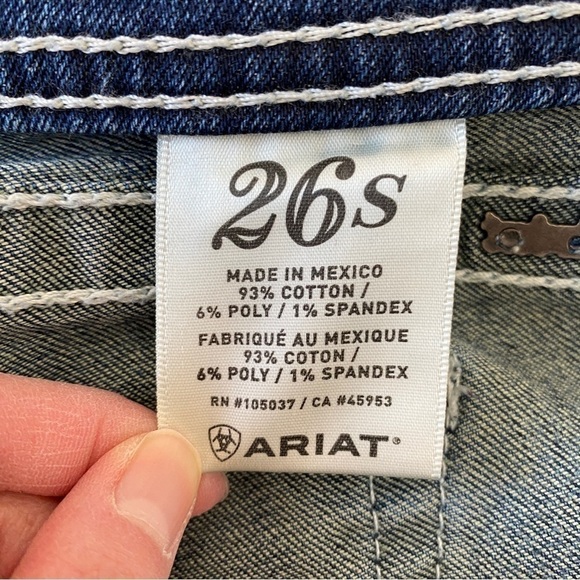 26s
MADE IN MEXICO
93% COTTON /
6% POLY / 1% SPANDEX
FABRIQUÉ AU MEXIQUE
93% COTON /
6% POLY / 1% SPANDEX
RN #105037 / CA #45953
ARIAT®